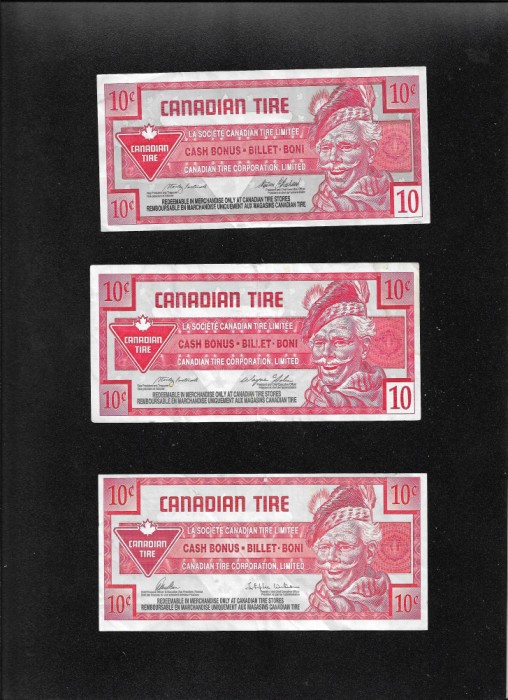 10¢ 10¢
CANADIAN TIRE
LA SOCIÉTÉ CANADIAN TIRE LIMITÉE
CANADIAN
TIRE
CASH BONUS • BILLET • BONI
CANADIAN TIRE CORPORATION, LIMITED
10¢ 10
REDEEMABLE IN MERCHANDISE ONLY AT CANADIAN TIRE STORES
REMBOURSABLE EN MARCHANDISE UNIQUEMENT AUX MAGASINS CANADIAN TIRE
10¢ 10¢
CANADIAN TIRE
LA SOCIÉTÉ CANADIAN TIRE LIMITÉE
CANADIAN
TIRE
CASH BONUS • BILLET • BONI
CANADIAN TIRE CORPORATION, LIMITED
10¢ 10
REDEEMABLE IN MERCHANDISE ONLY AT CANADIAN TIRE STORES
REMBOURSABLE EN MARCHANDISE UNIQUEMENT AUX MAGASINS CANADIAN TIRE
10¢ 10¢
CANADIAN TIRE
LA SOCIÉTÉ CANADIAN TIRE LIMITÉE
CANADIAN
TIRE
CASH BONUS • BILLET • BONI
CANADIAN TIRE CORPORATION, LIMITED
10¢ 10¢
REDEEMABLE IN MERCHANDISE ONLY AT CANADIAN TIRE STORES
REMBOURSABLE EN MARCHANDISE UNIQUEMENT AUX MAGASINS CANADIAN TIRE